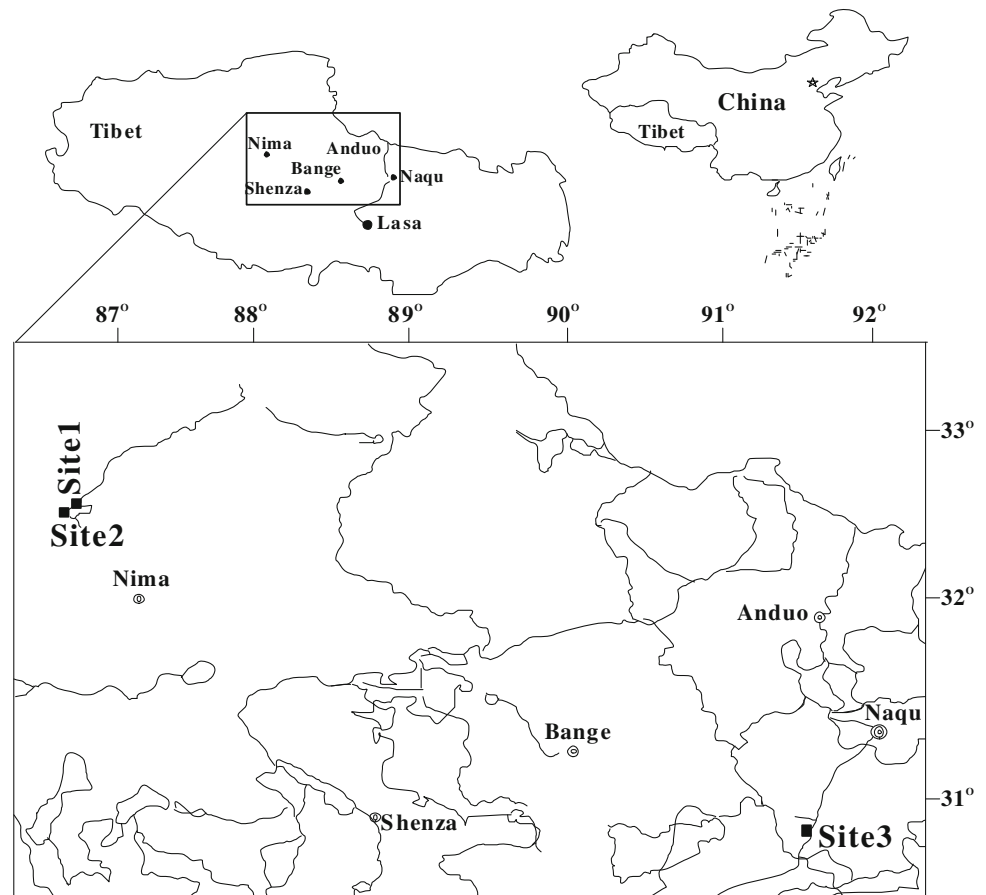 China
Tibet
Tibet
Nima
Anduo
Bange
Shenza
Naqu
Lasa
87°
88°
89°
90°
91°
92°
33°
Site1
Site2
Nima
32°
Anduo
Naqu
Bange
31°
Shenza
Site3